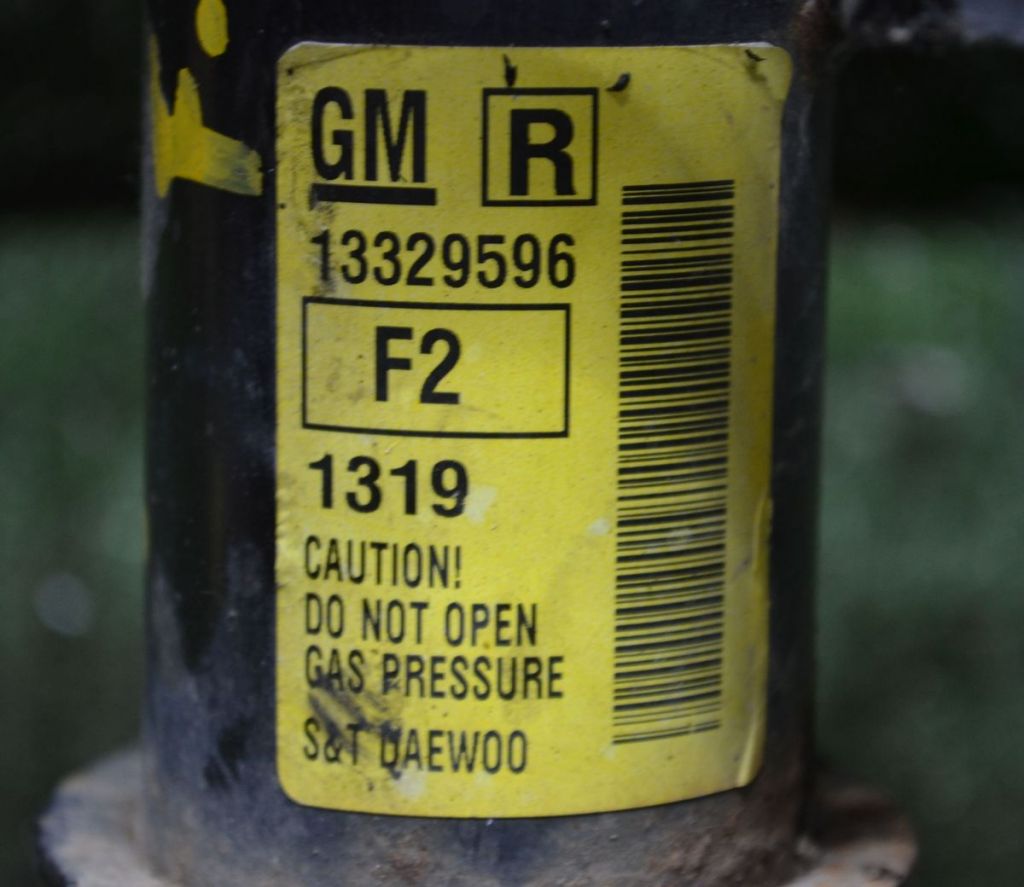 GM R
13329596
F2
1319
CAUTION!
DO NOT OPEN
GAS PRESSURE
S&T DAEWOO